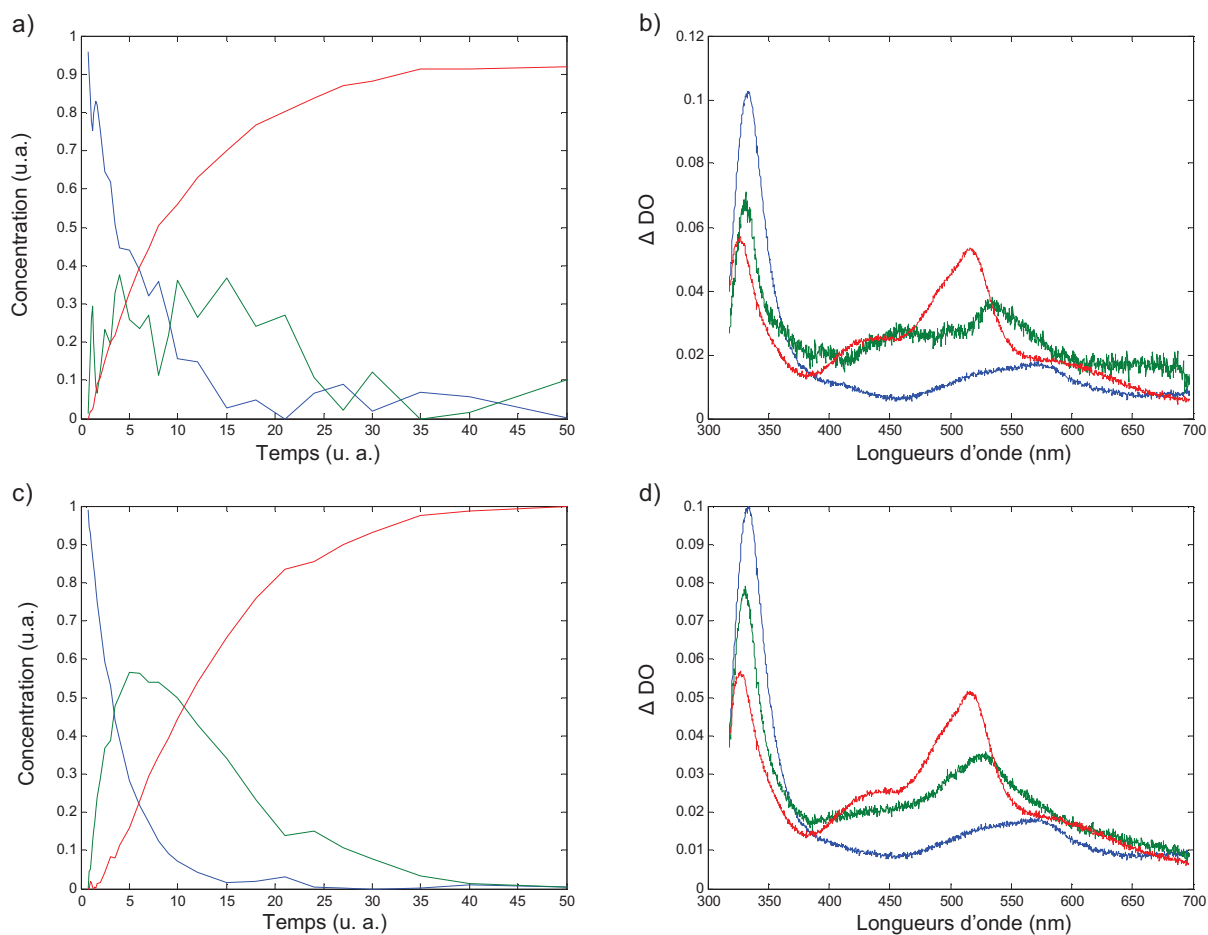 a)
Concentration (u.a.)
1
0.9
0.8
0.7
0.6
0.5
0.4
0.3
0.2
0.1
0
0 5 10 15 20 25 30 35 40 45 50
Temps (u. a.)
b)
Δ DO
0.12
0.1
0.08
0.06
0.04
0.02
0
300 350 400 450 500 550 600 650 700
Longueurs d'onde (nm)
c)
Concentration (u.a.)
1
0.9
0.8
0.7
0.6
0.5
0.4
0.3
0.2
0.1
0
0 5 10 15 20 25 30 35 40 45 50
Temps (u. a.)
d)
Δ DO
0.1
0.09
0.08
0.07
0.06
0.05
0.04
0.03
0.02
0.01
0
300 350 400 450 500 550 600 650 700
Longueurs d'onde (nm)